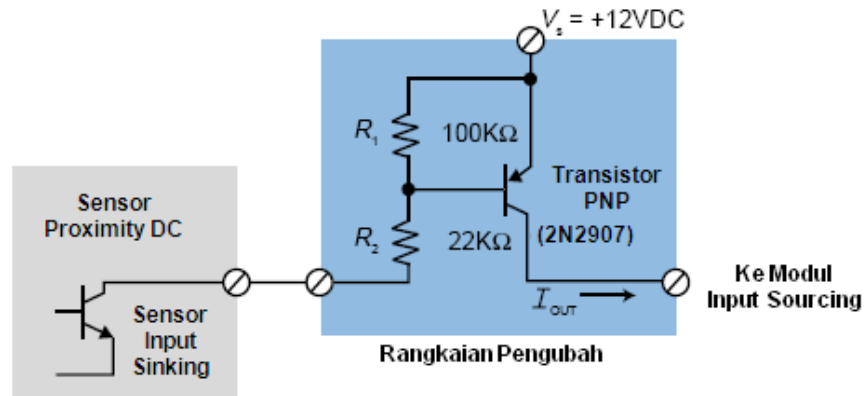 Vs = +12VDC
R1
100KΩ
Sensor
Proximity DC
Transistor
PNP
(2N2907)
R2
22KΩ
Sensor
Input
Sinking
IOUT
Ke Modul
Input Sourcing
Rangkaian Pengubah